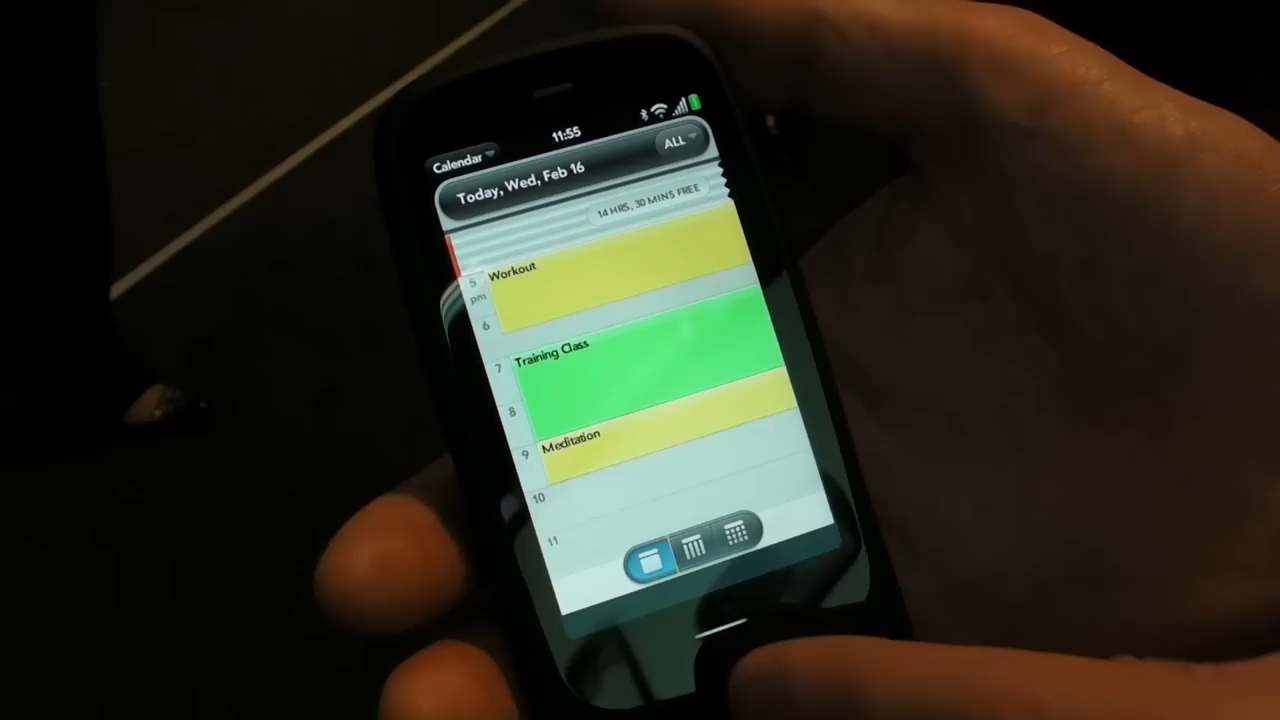 11:55
Calendar
Today, Wed, Feb 16
ALL
14 HRS, 30 MINS FREE
5 pm
Workout
6
7
Training Class
8
9
Meditation
10
11